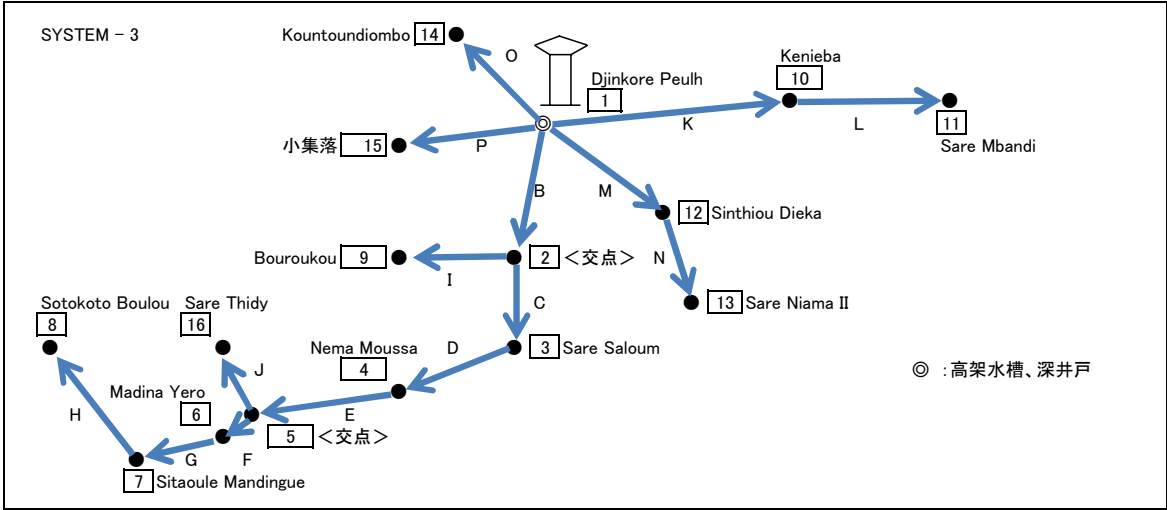 SYSTEM － 3
Kountoundiombo 14
O
Djinkore Peulh
1
Kenieba
10
K
L
11
Sare Mbandi
小集落 15
P
B
M
12 Sinthiou Dieka
Bouroukou 9
I
2 ＜交点＞
N
C
13 Sare Niama II
Sotokoto Boulou
8
Sare Thidy
16
Nema Moussa
4
D
3 Sare Saloum
J
◎ ：高架水槽、深井戸
Madina Yero
6
H
E
5 ＜交点＞
G
F
7 Sitaoule Mandingue